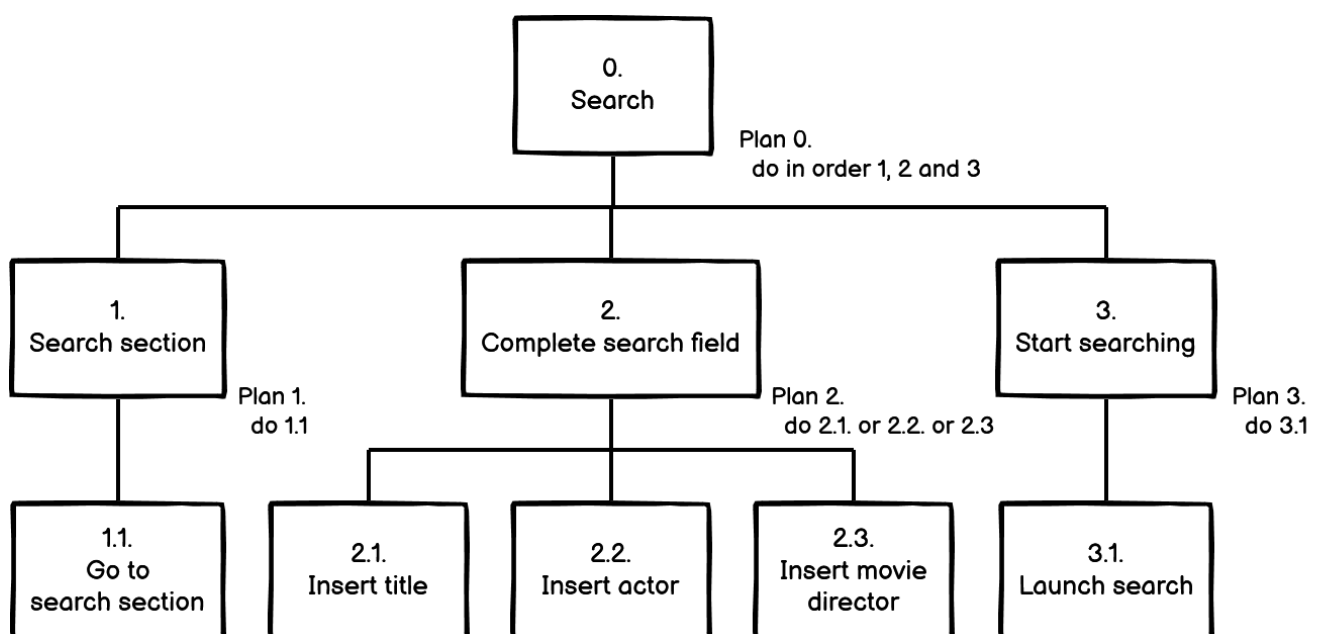 0.
Search
Plan 0.
do in order 1, 2 and 3
1.
Search section
2.
Complete search field
3.
Start searching
Plan 1.
do 1.1
Plan 2.
do 2.1. or 2.2. or 2.3
Plan 3.
do 3.1
1.1.
Go to
search section
2.1.
Insert title
2.2.
Insert actor
2.3.
Insert movie
director
3.1.
Launch search